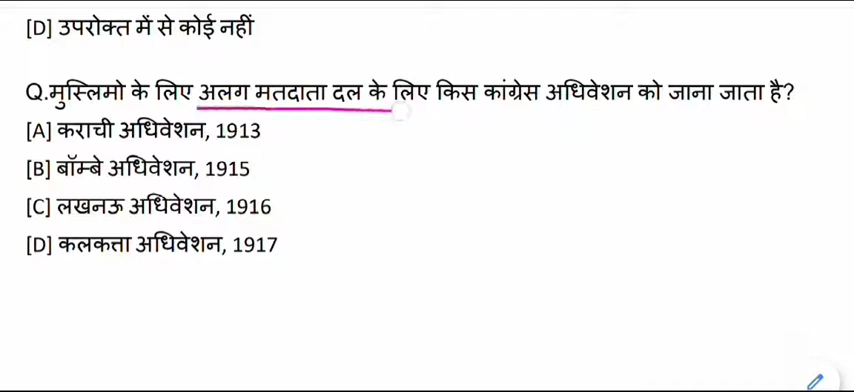 [D] उपरोक्त में से कोई नहीं
Q.मुस्लिमो के लिए अलग मतदाता दल के लिए किस कांग्रेस अधिवेशन को जाना जाता है?
[A] कराची अधिवेशन, 1913
[B] बॉम्बे अधिवेशन, 1915
[C] लखनऊ अधिवेशन, 1916
[D] कलकत्ता अधिवेशन, 1917